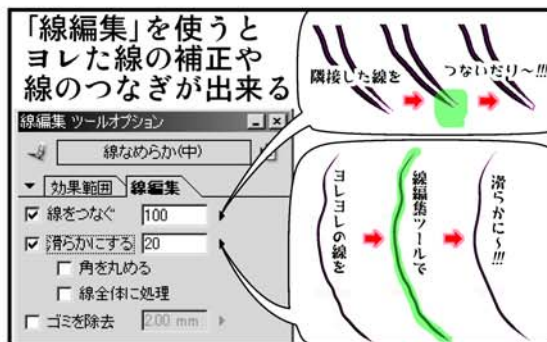 「線編集」を使うと
ヨレた線の補正や
線のつなぎが出来る
線編集 ツールオプション
線なめらか(中)
効果範囲 線編集
線をつなぐ 100
滑らかにする 20
角を丸める
線全体に処理
ゴミを除去 2.00 mm
隣接した線を
つないだり〜!!!
ヨレヨレの線を
線編集ツールで
滑らかに〜!!!